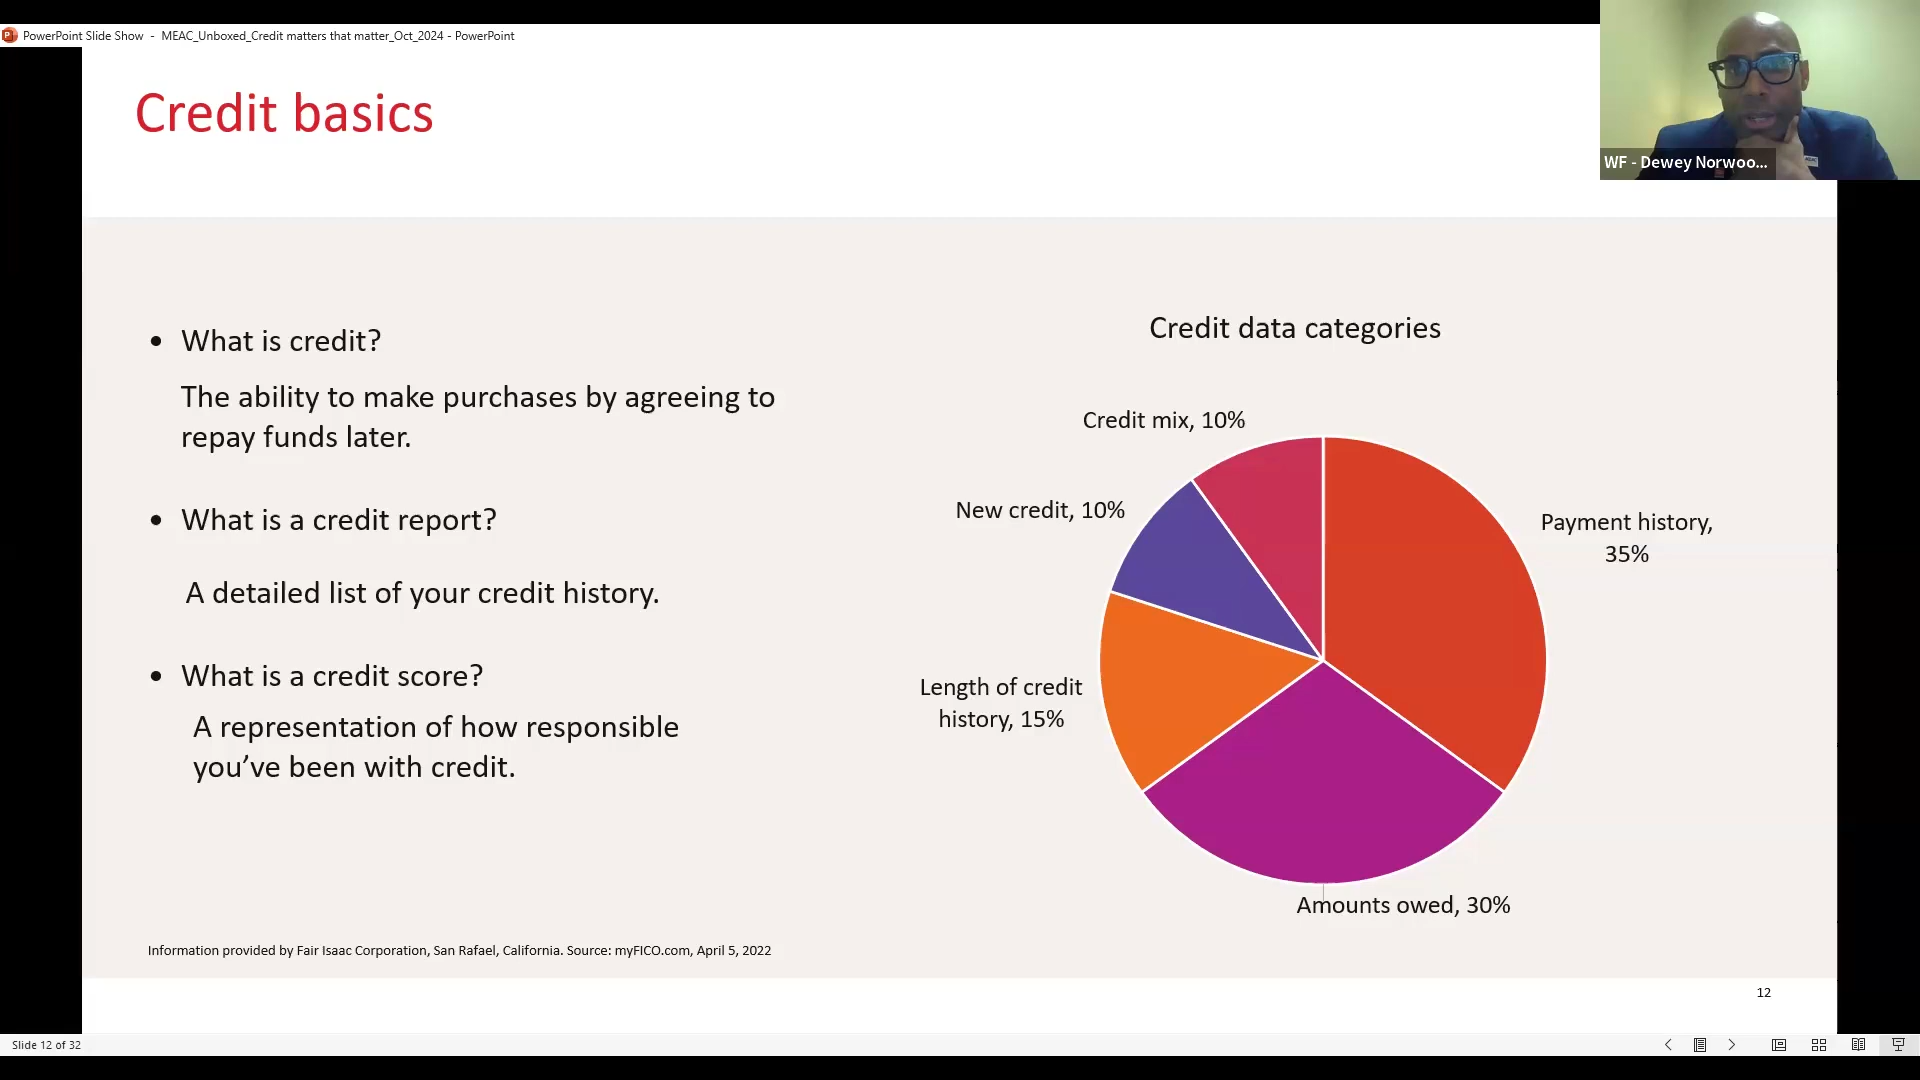 PowerPoint Slide Show - MEAC_Unboxed_Credit matters that matter_Oct_2024 - PowerPoint
WF - Dewey Norwoo...
Credit basics
• What is credit?
The ability to make purchases by agreeing to
repay funds later.
• What is a credit report?
A detailed list of your credit history.
• What is a credit score?
A representation of how responsible
you’ve been with credit.
Credit data categories
Credit mix, 10%
New credit, 10%
Payment history,
35%
Length of credit
history, 15%
Amounts owed, 30%
Information provided by Fair Isaac Corporation, San Rafael, California. Source: myFICO.com, April 5, 2022
12
Slide 12 of 32